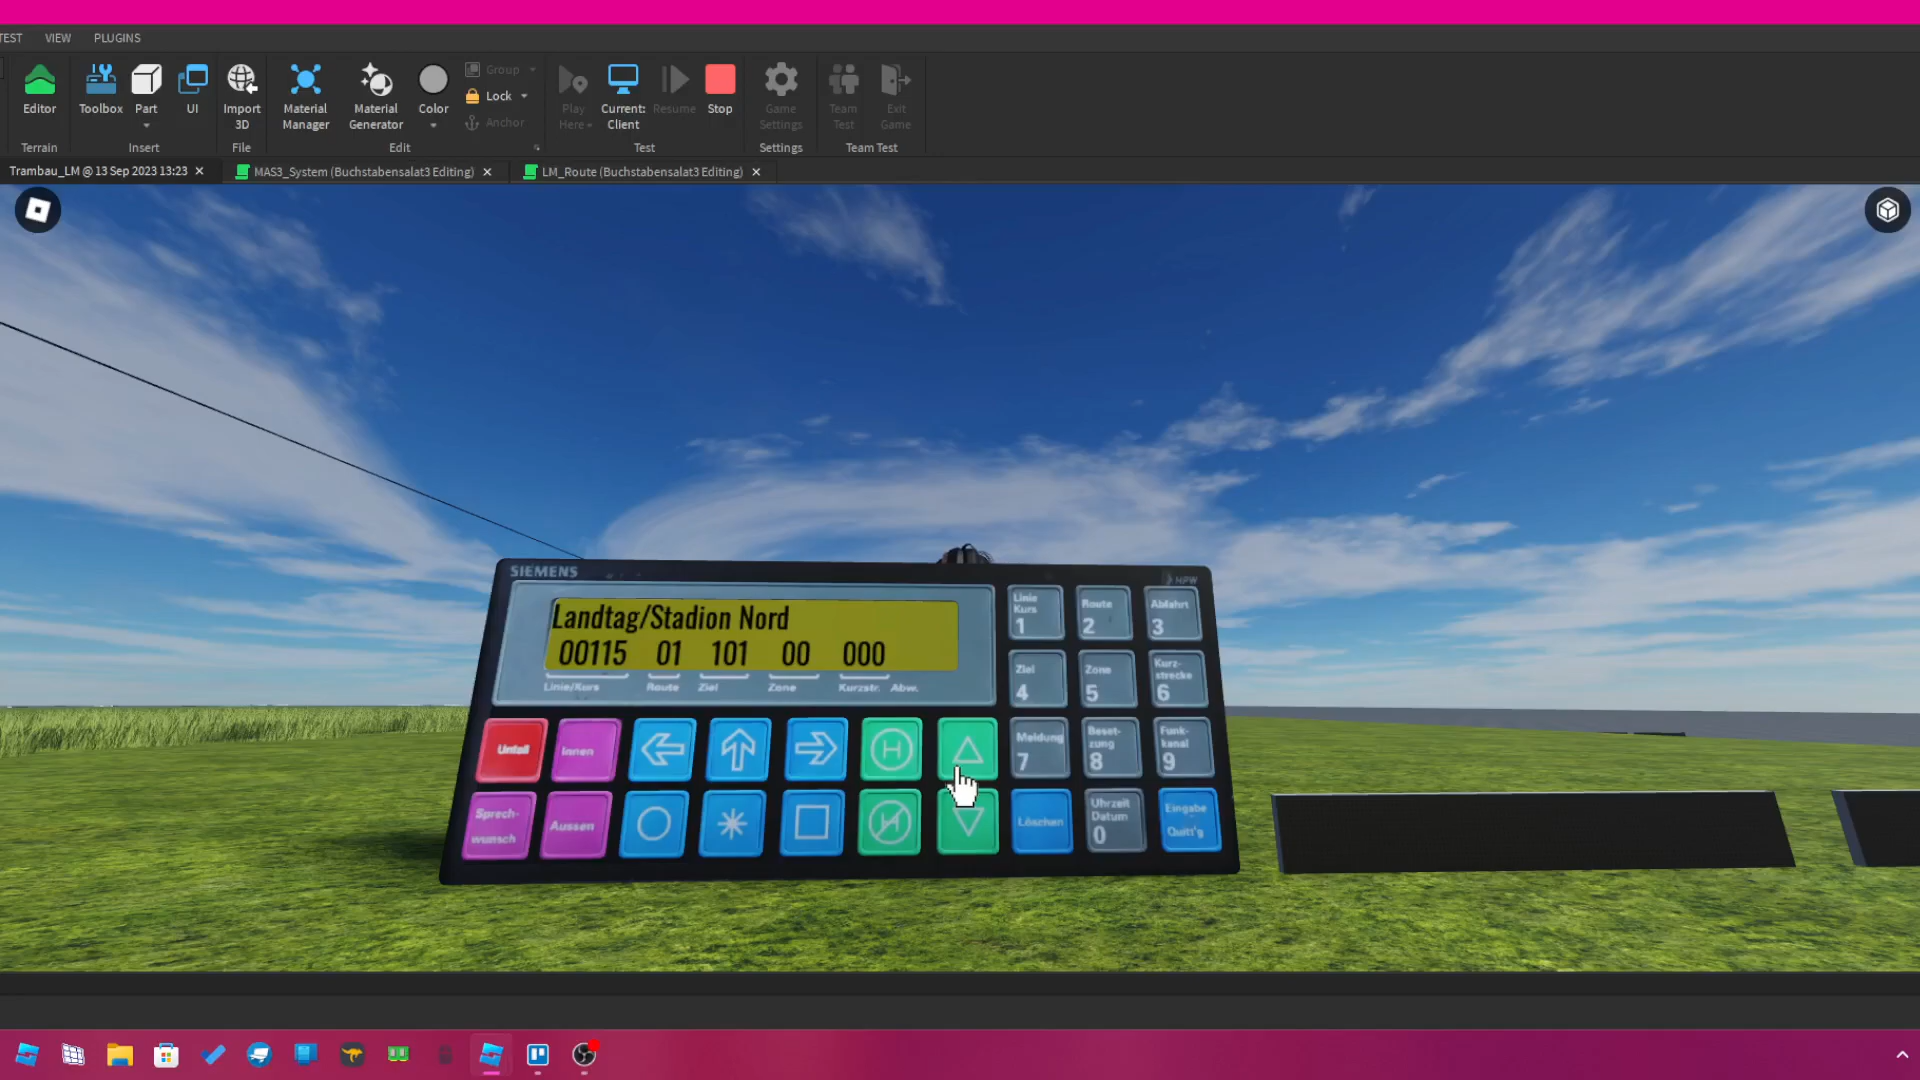 TEST VIEW PLUGINS
Editor
Toolbox
Part
UI
Import
3D
Material
Manager
Material
Generator
Color
Group
Lock
Anchor
Play
Here
Current:
Client
Resume
Stop
Game
Settings
Team
Test
Exit
Game
Terrain
Insert
File
Edit
Test
Settings
Team Test
Trambau_LM @ 13 Sep 2023 13:23
MAS3_System (Buchstabensalat3 Editing)
LM_Route (Buchstabensalat3 Editing)
SIEMENS
Landtag/Stadion Nord
00115 01 101 00 000
Linie/Kurs Route Ziel Zone Kurzstr. Abw.
Linie
Kurs
1
Route
2
Abfahrt
3
Ziel
4
Zone
5
Kurz-
strecke
6
Unfall
Innen
H
Meldung
7
Beset-
zung
8
Funk-
kanal
9
Sprech-
wunsch
Aussen
H
Löschen
Uhrzeit
Datum
0
Eingabe
Quitt'g